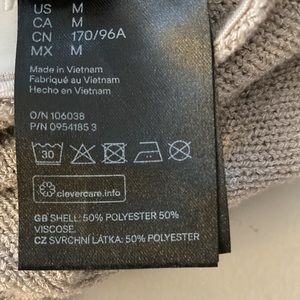 US M
CA M
CN 170/96A
MX M
Made in Vietnam
Fabriqué au Vietnam
Hecho en Vietnam
O/N 106038
P/N 0954185 3
30
clevercare.info
GB SHELL: 50% POLYESTER 50%
VISCOSE.
CZ SVRCHNÍ LÁTKA: 50% POLYESTER